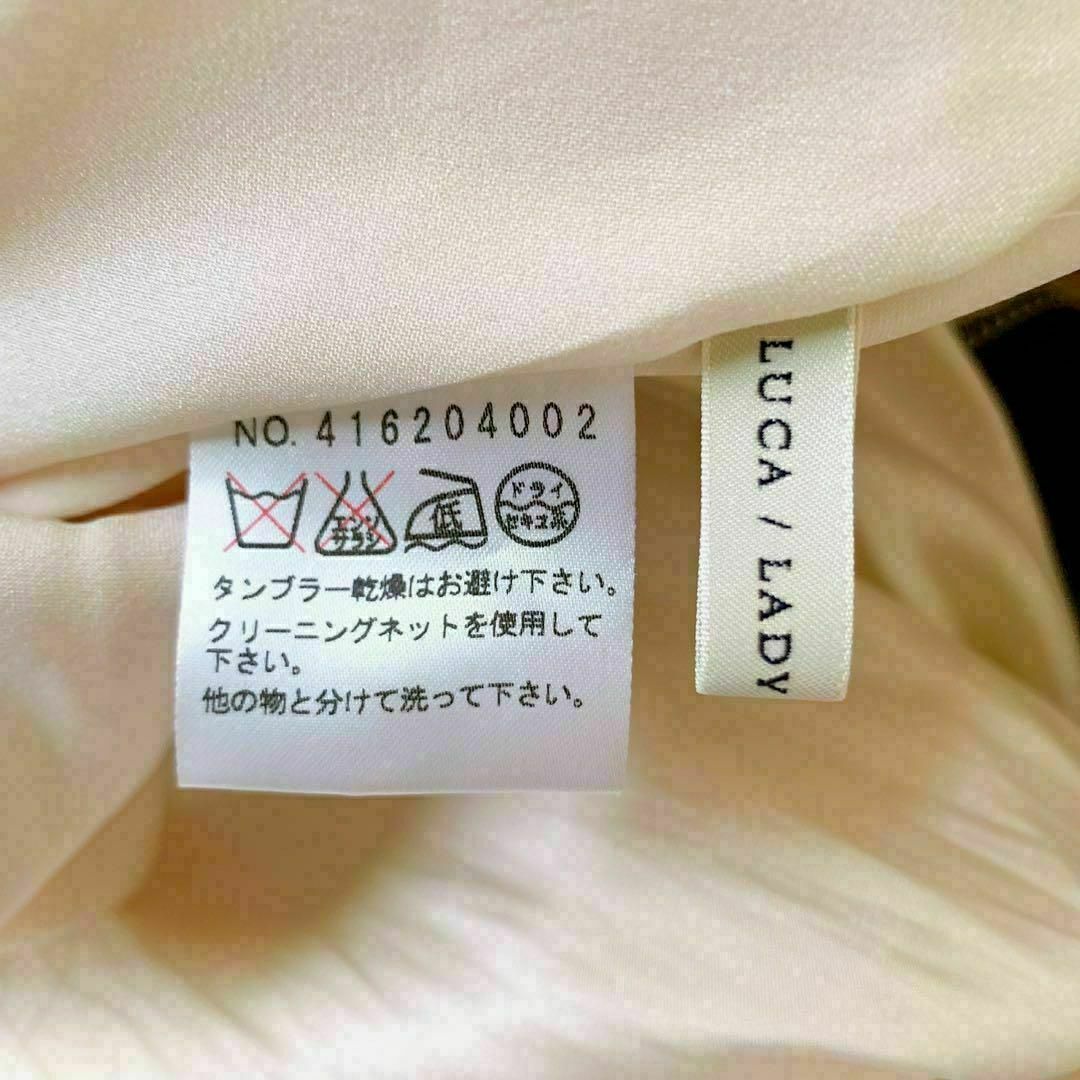 NO. 416204002
エンソ
サラシ
低
ドライ
セキユ系
タンブラー乾燥はお避け下さい。
クリーニングネットを使用して
下さい。
他の物と分けて洗って下さい。
LUCA / LADY